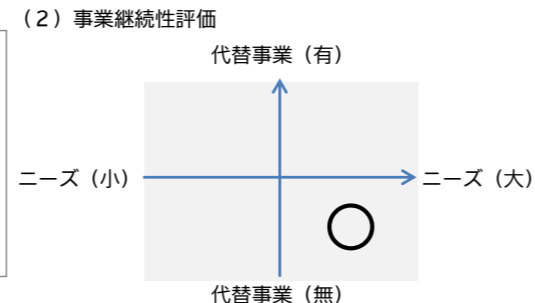 （２）事業継続性評価
代替事業（有）
ニーズ（小）
ニーズ（大）
代替事業（無）